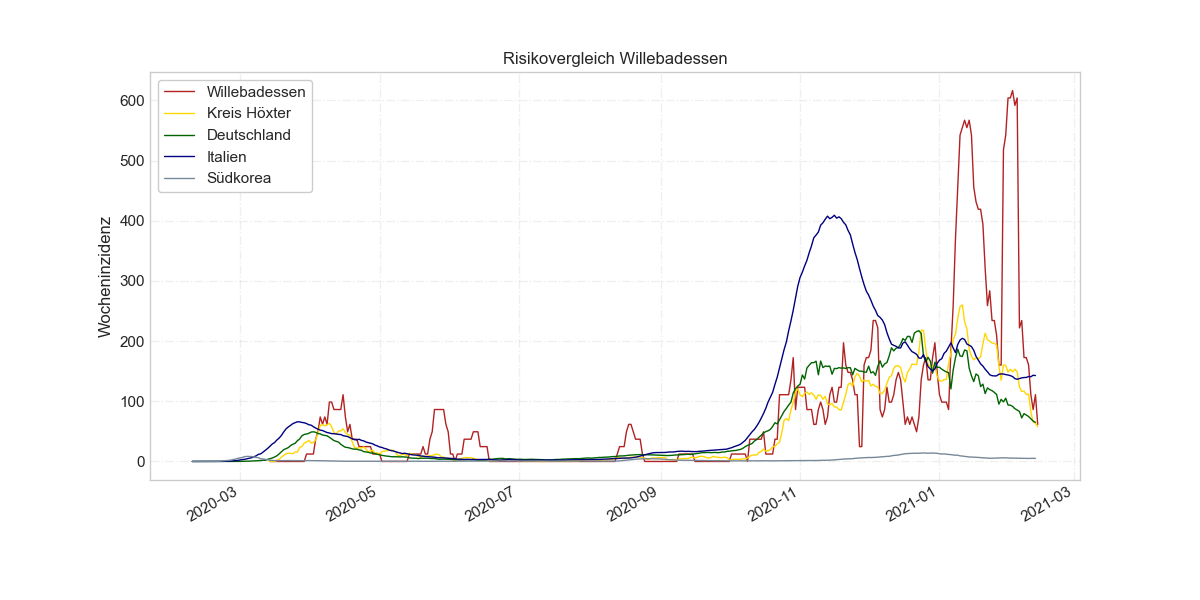 Risikovergleich Willebadessen
Willebadessen
Kreis Höxter
Deutschland
Italien
Südkorea
Wocheninzidenz
600
500
400
300
200
100
0
2020-03
2020-05
2020-07
2020-09
2020-11
2021-01
2021-03